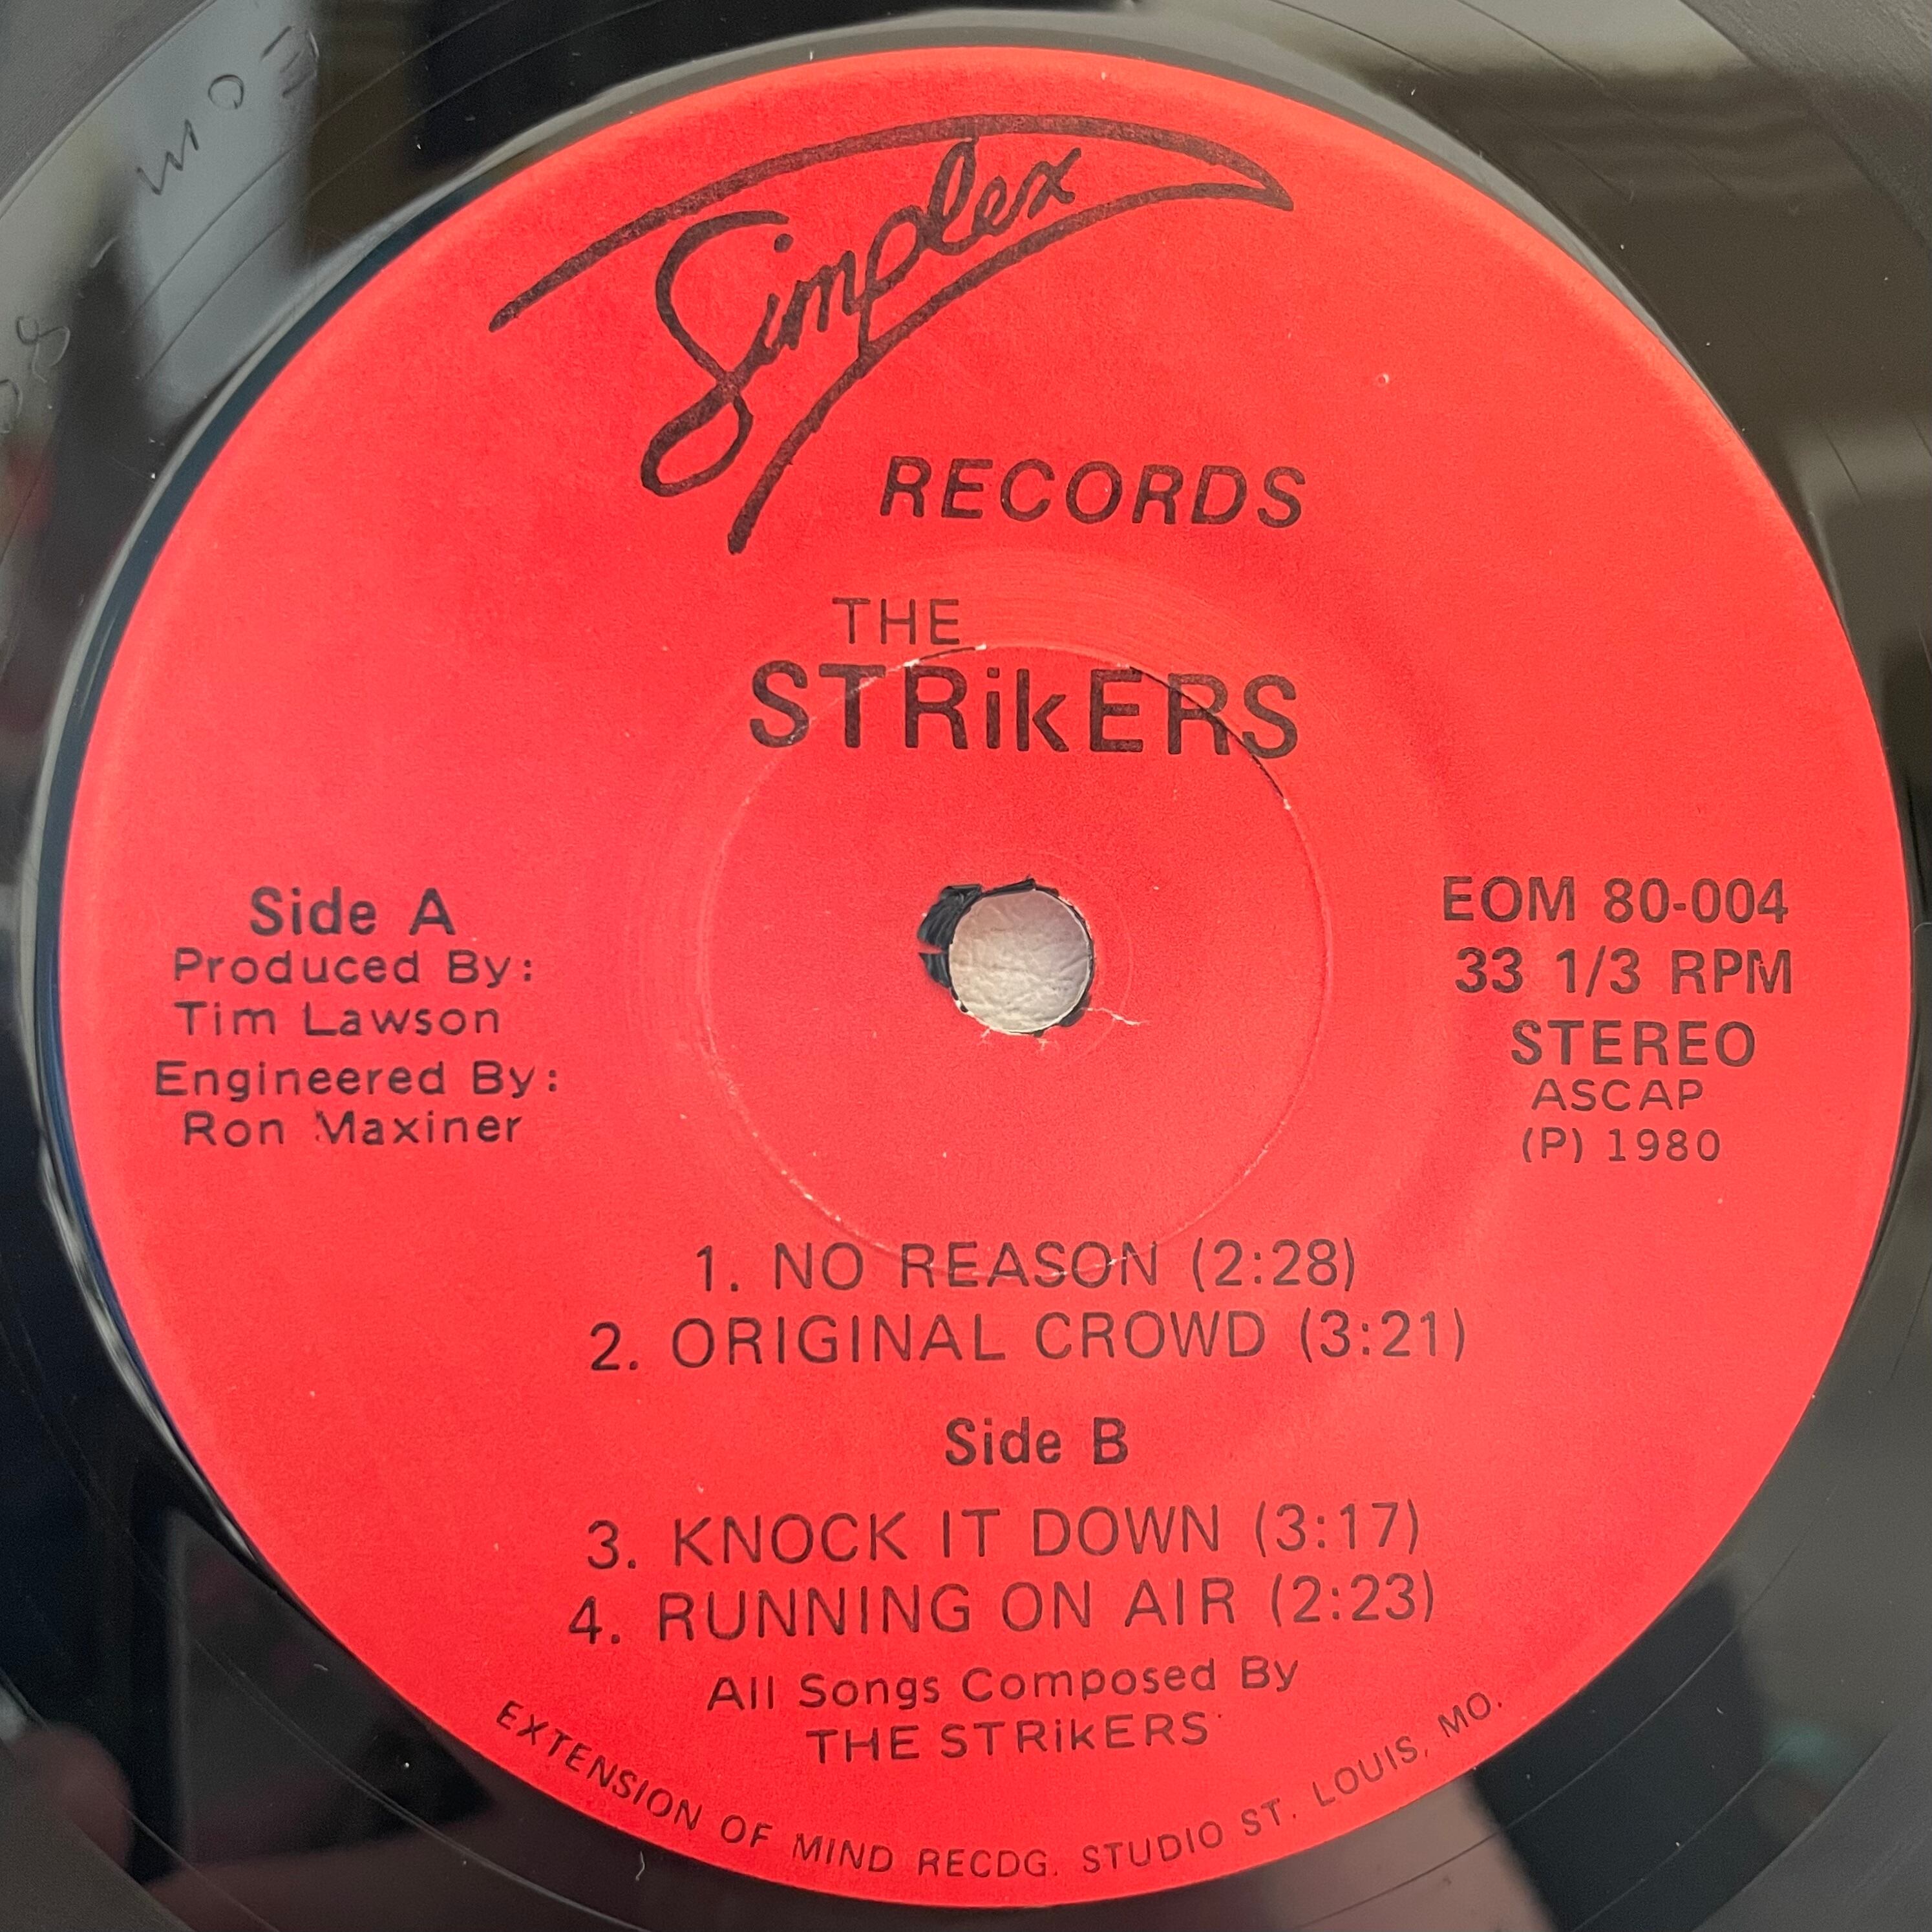 Simplex
RECORDS
THE
STRikERS
Side A
Produced By:
Tim Lawson
Engineered By:
Ron Maxiner
EOM 80-004
33 1/3 RPM
STEREO
ASCAP
(P) 1980
1. NO REASON (2:28)
2. ORIGINAL CROWD (3:21)
Side B
3. KNOCK IT DOWN (3:17)
4. RUNNING ON AIR (2:23)
All Songs Composed By
THE STRikERS
EXTENSION OF MIND RECDG. STUDIO ST. LOUIS, MO.